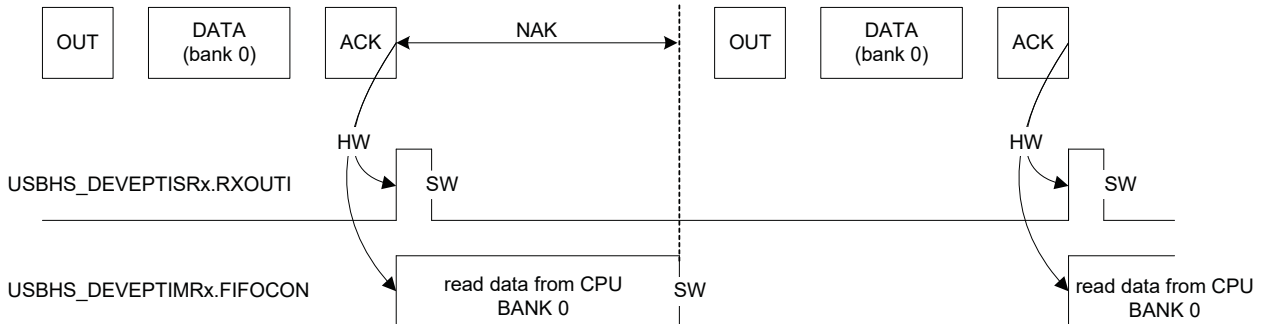 OUT
DATA
(bank 0)
ACK
NAK
OUT
DATA
(bank 0)
ACK
HW
HW
USBHS_DEVEPTISRx.RXOUTI
SW
SW
USBHS_DEVEPTIMRx.FIFOCON
read data from CPU
BANK 0
SW
read data from CPU
BANK 0